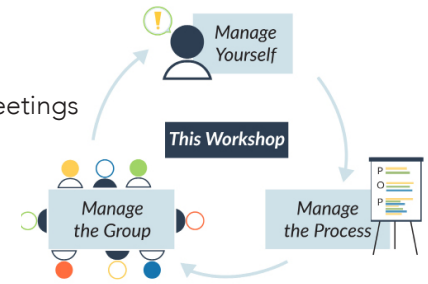 !
Manage
Yourself
eetings
This Workshop
Manage
the Group
Manage
the Process
P
O
P